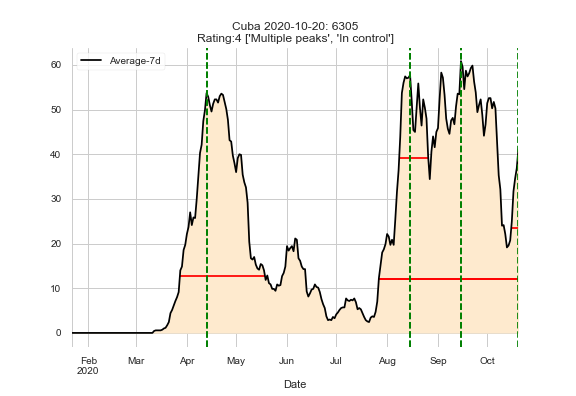 Cuba 2020-10-20: 6305
Rating:4 ['Multiple peaks', 'In control']
Average-7d
60
50
40
30
20
10
0
Feb Mar Apr May Jun Jul Aug Sep Oct
2020
Date